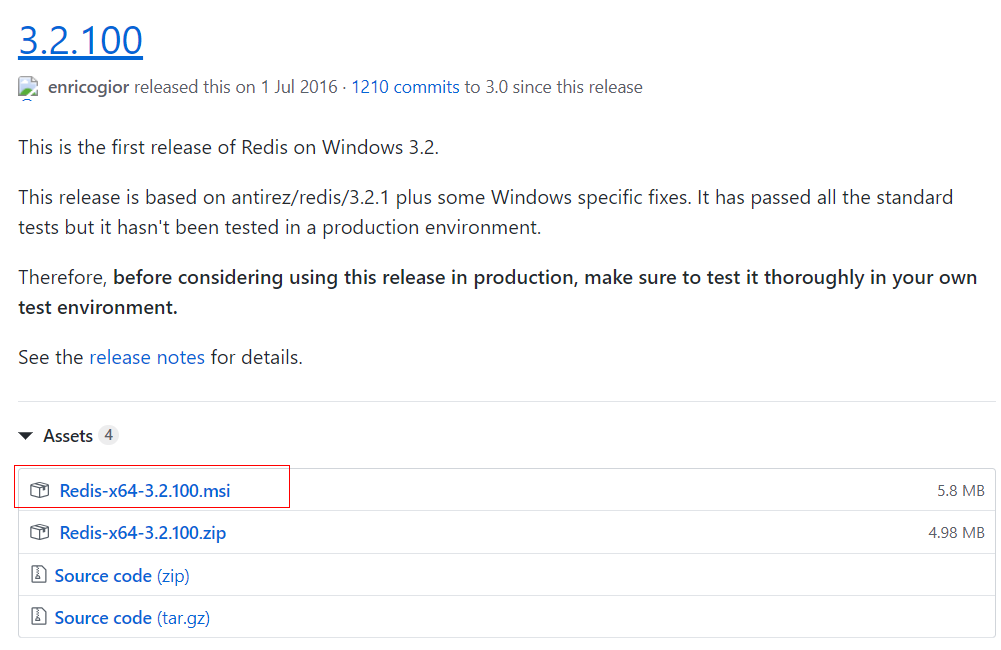 3.2.100
enricogior released this on 1 Jul 2016 · 1210 commits to 3.0 since this release
This is the first release of Redis on Windows 3.2.
This release is based on antirez/redis/3.2.1 plus some Windows specific fixes. It has passed all the standard
tests but it hasn't been tested in a production environment.
Therefore, before considering using this release in production, make sure to test it thoroughly in your own
test environment.
See the release notes for details.
Assets 4
Redis-x64-3.2.100.msi 5.8 MB
Redis-x64-3.2.100.zip 4.98 MB
Source code (zip)
Source code (tar.gz)